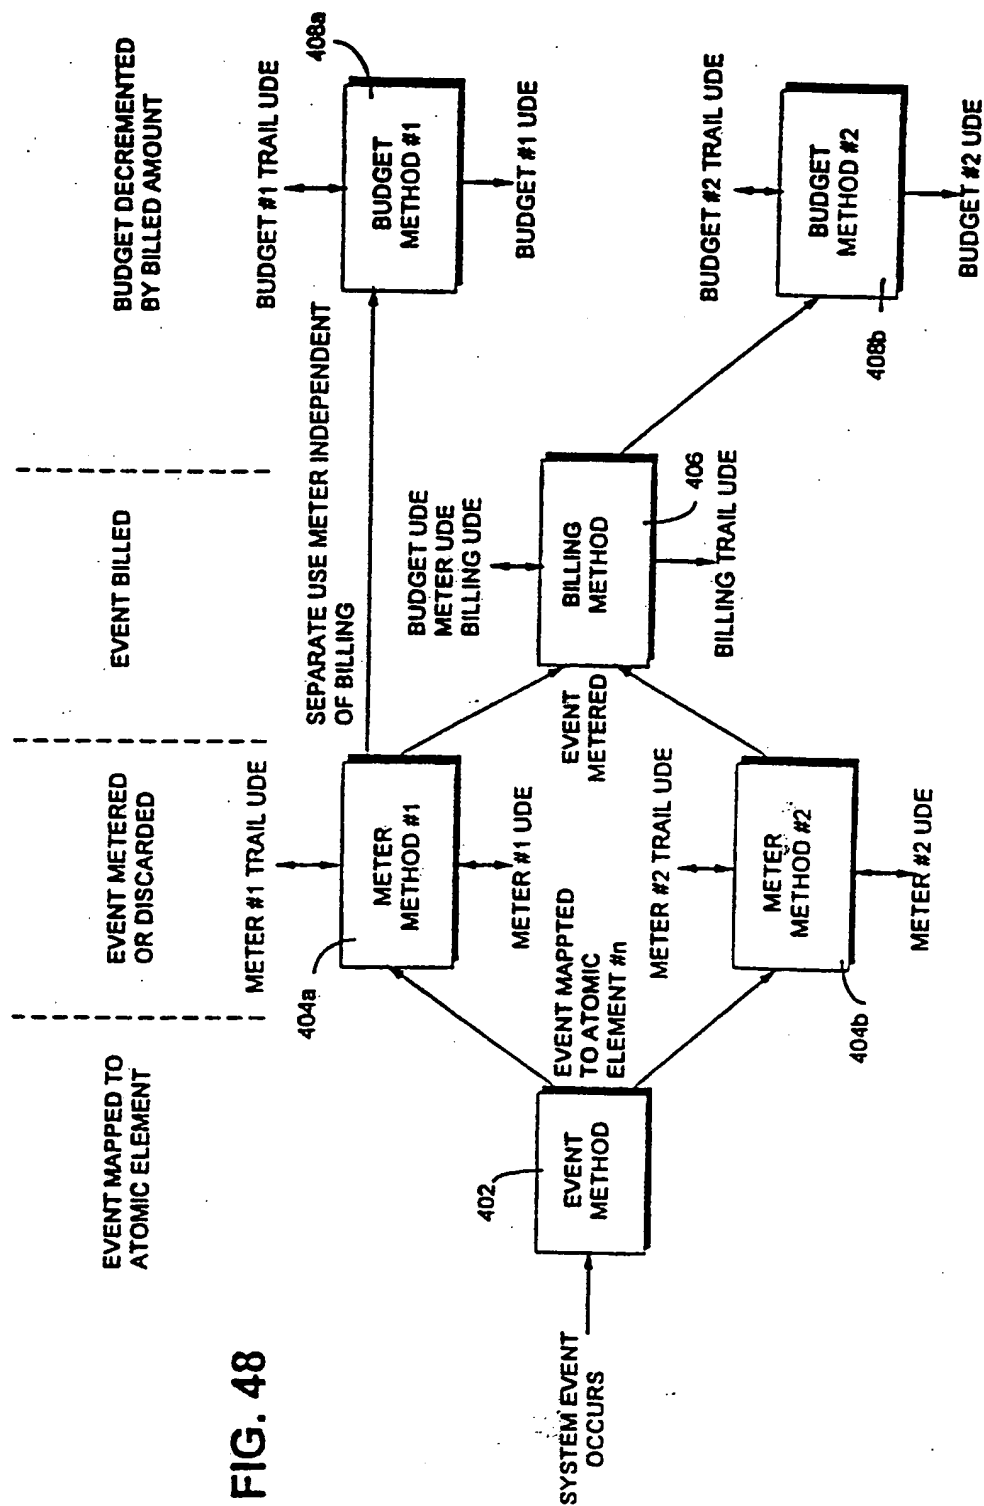 FIG. 48
EVENT MAPPED TO
ATOMIC ELEMENT
EVENT METERED
OR DISCARDED
EVENT BILLED
BUDGET DECREMENTED
BY BILLED AMOUNT
SYSTEM EVENT
OCCURS
402
EVENT
METHOD
EVENT MAPPTED
TO ATOMIC
ELEMENT #n
METER #1 TRAIL UDE
404a
METER
METHOD #1
METER #1 UDE
METER #2 TRAIL UDE
METER
METHOD #2
404b
METER #2 UDE
SEPARATE USE METER INDEPENDENT
OF BILLING
EVENT
METERED
BUDGET UDE
METER UDE
BILLING UDE
BILLING
METHOD
406
BILLING TRAIL UDE
BUDGET #1 TRAIL UDE
408a
BUDGET
METHOD #1
BUDGET #1 UDE
BUDGET #2 TRAIL UDE
BUDGET
METHOD #2
408b
BUDGET #2 UDE